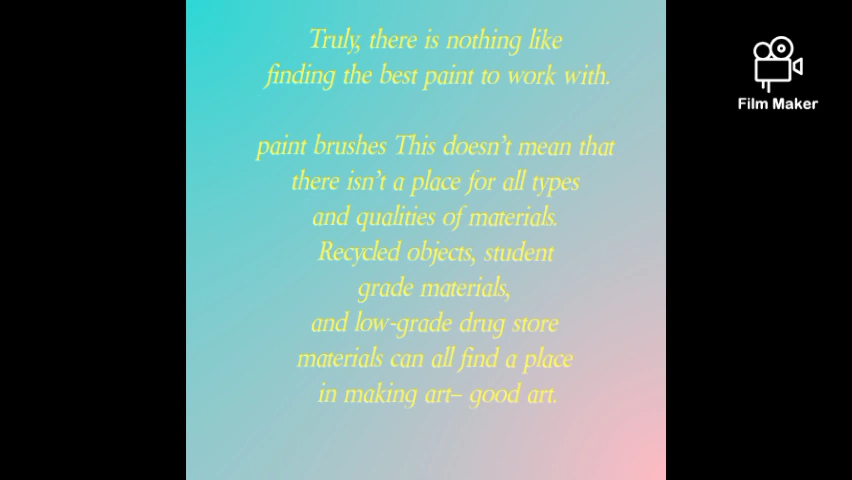 Truly, there is nothing like
finding the best paint to work with.
paint brushes This doesn't mean that
there isn't a place for all types
and qualities of materials.
Recycled objects, student
grade materials,
and low-grade drug store
materials can all find a place
in making art– good art.
Film Maker